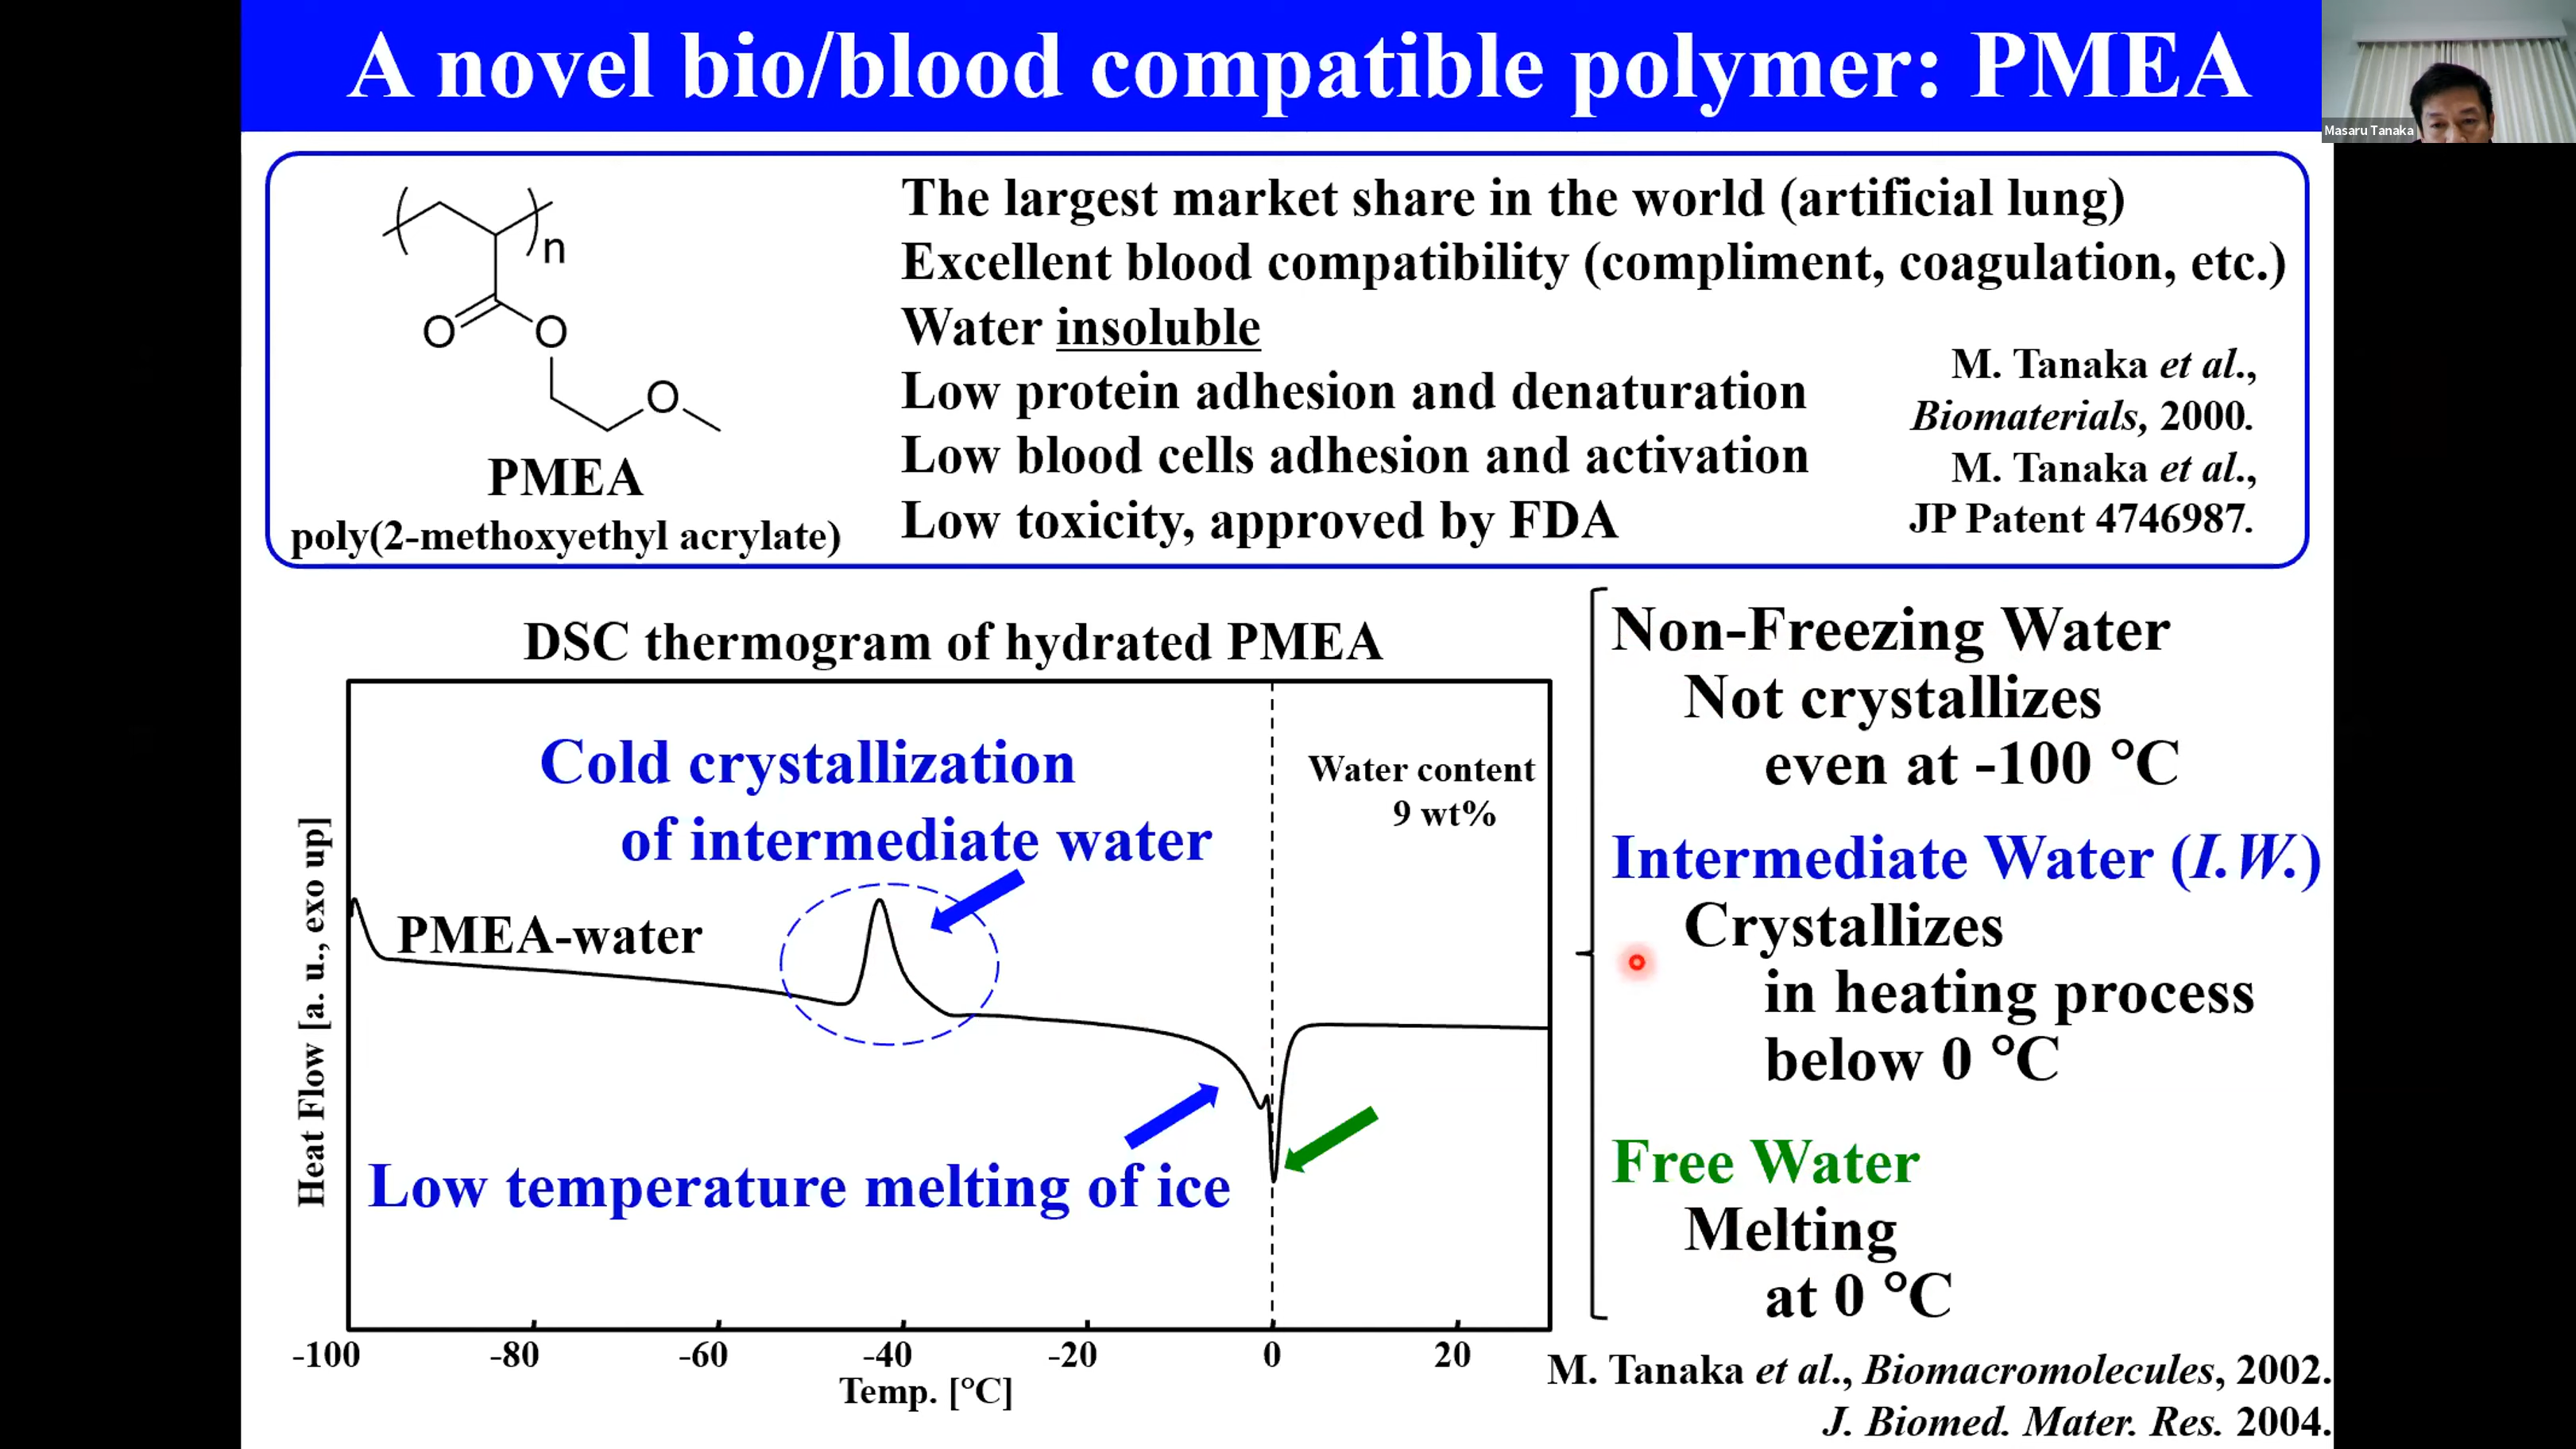 A novel bio/blood compatible polymer: PMEA
Masaru Tanaka
n
O
O
O
PMEA
poly(2-methoxyethyl acrylate)
The largest market share in the world (artificial lung)
Excellent blood compatibility (compliment, coagulation, etc.)
Water insoluble
Low protein adhesion and denaturation
Low blood cells adhesion and activation
Low toxicity, approved by FDA
M. Tanaka et al.,
Biomaterials, 2000.
M. Tanaka et al.,
JP Patent 4746987.
DSC thermogram of hydrated PMEA
Cold crystallization
of intermediate water
Water content
9 wt%
PMEA-water
Low temperature melting of ice
Heat Flow [a. u., exo up]
-100
-80
-60
-40
-20
0
20
Temp. [°C]
Non-Freezing Water
Not crystallizes
even at -100 °C
Intermediate Water (I.W.)
Crystallizes
in heating process
below 0 °C
Free Water
Melting
at 0 °C
M. Tanaka et al., Biomacromolecules, 2002.
J. Biomed. Mater. Res. 2004.